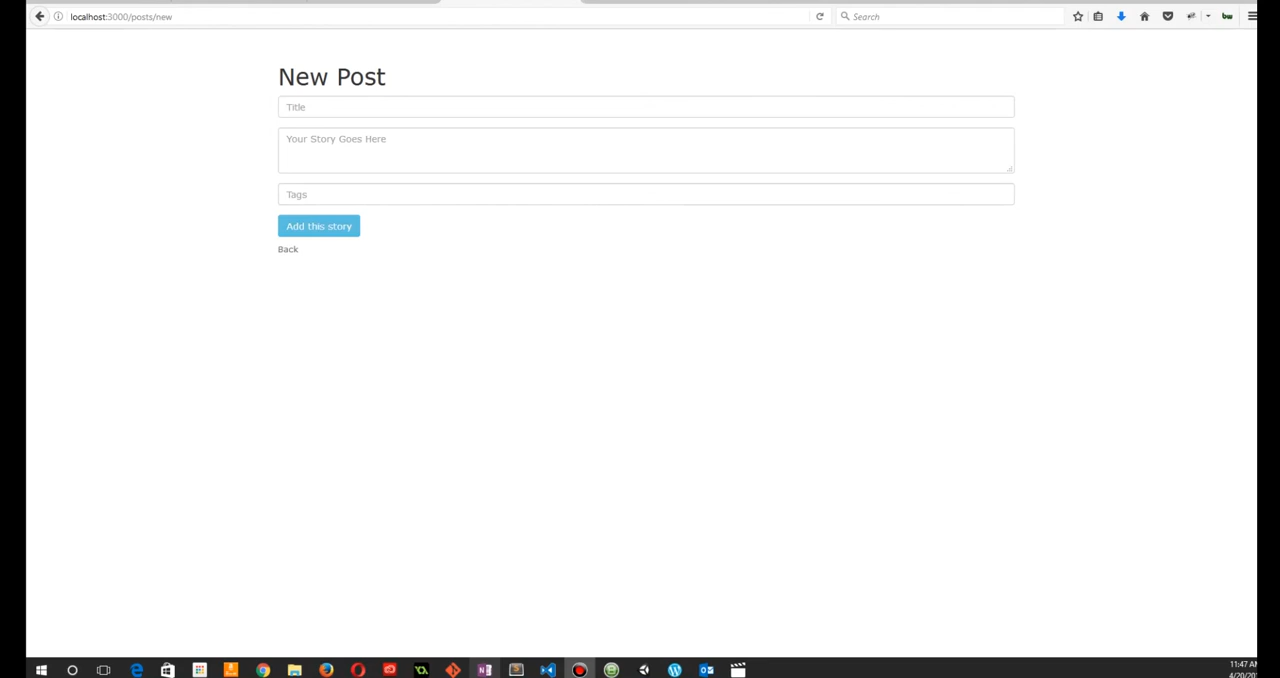 localhost:3000/posts/new
Search
bw
New Post
Title
Your Story Goes Here
Tags
Add this story
Back
11:47 AM